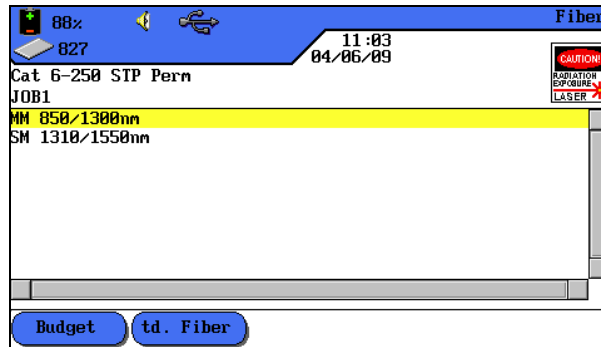 88% Fiber
827 11:03
04/06/09
CAUTION!
RADIATION
EXPOSURE
LASER
Cat 6-250 STP Perm
JOB1
MM 850/1300nm
SM 1310/1550nm
Budget td. Fiber